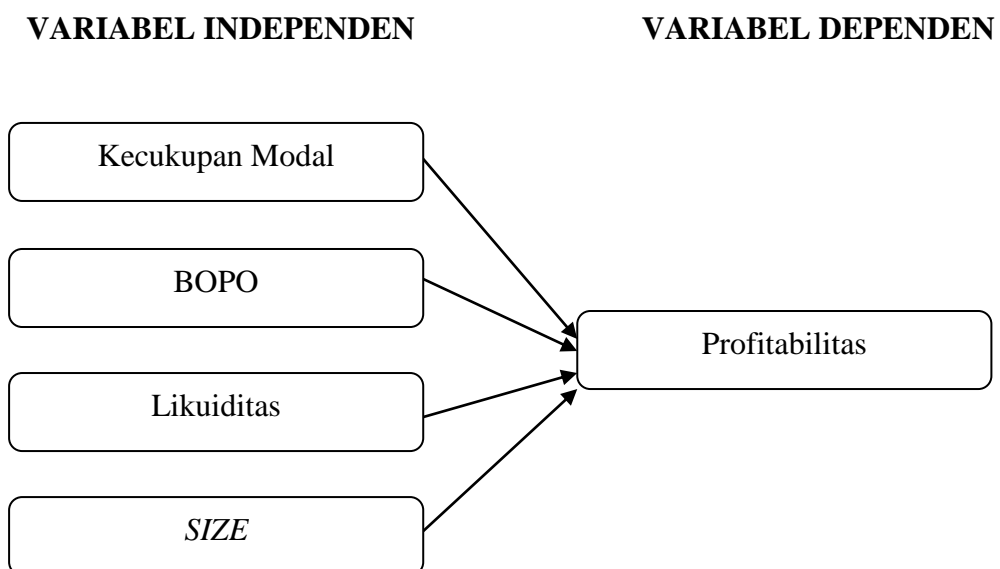 VARIABEL INDEPENDEN
VARIABEL DEPENDEN
Kecukupan Modal
BOPO
Profitabilitas
Likuiditas
SIZE